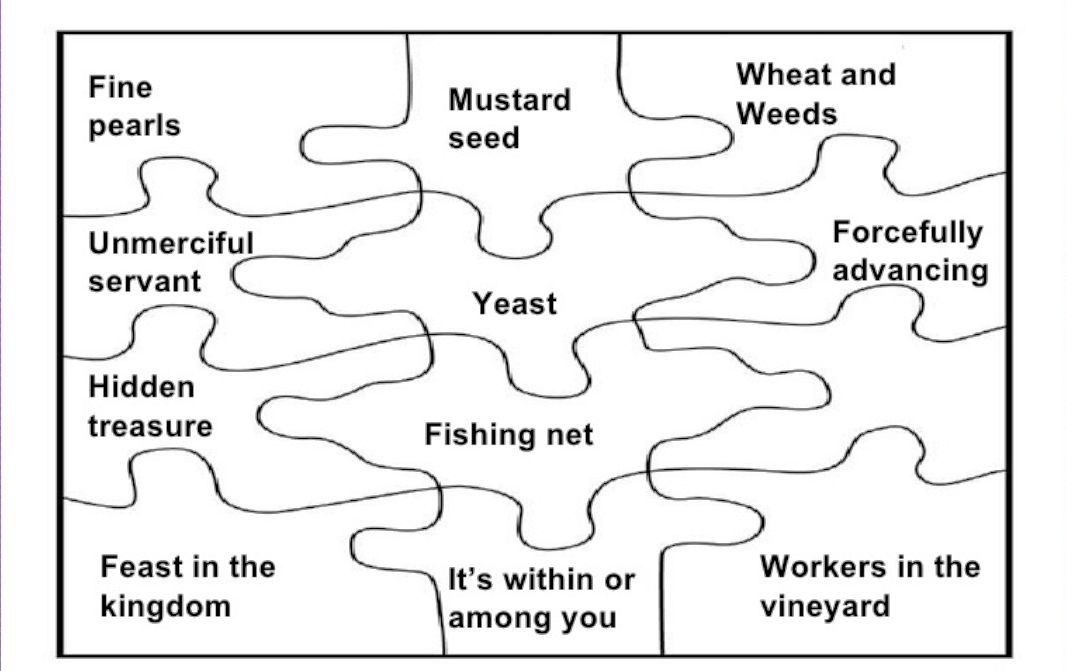 Fine
pearls
Mustard
seed
Wheat and
Weeds
Unmerciful
servant
Yeast
Forcefully
advancing
Hidden
treasure
Fishing net
Feast in the
kingdom
It’s within or
among you
Workers in the
vineyard